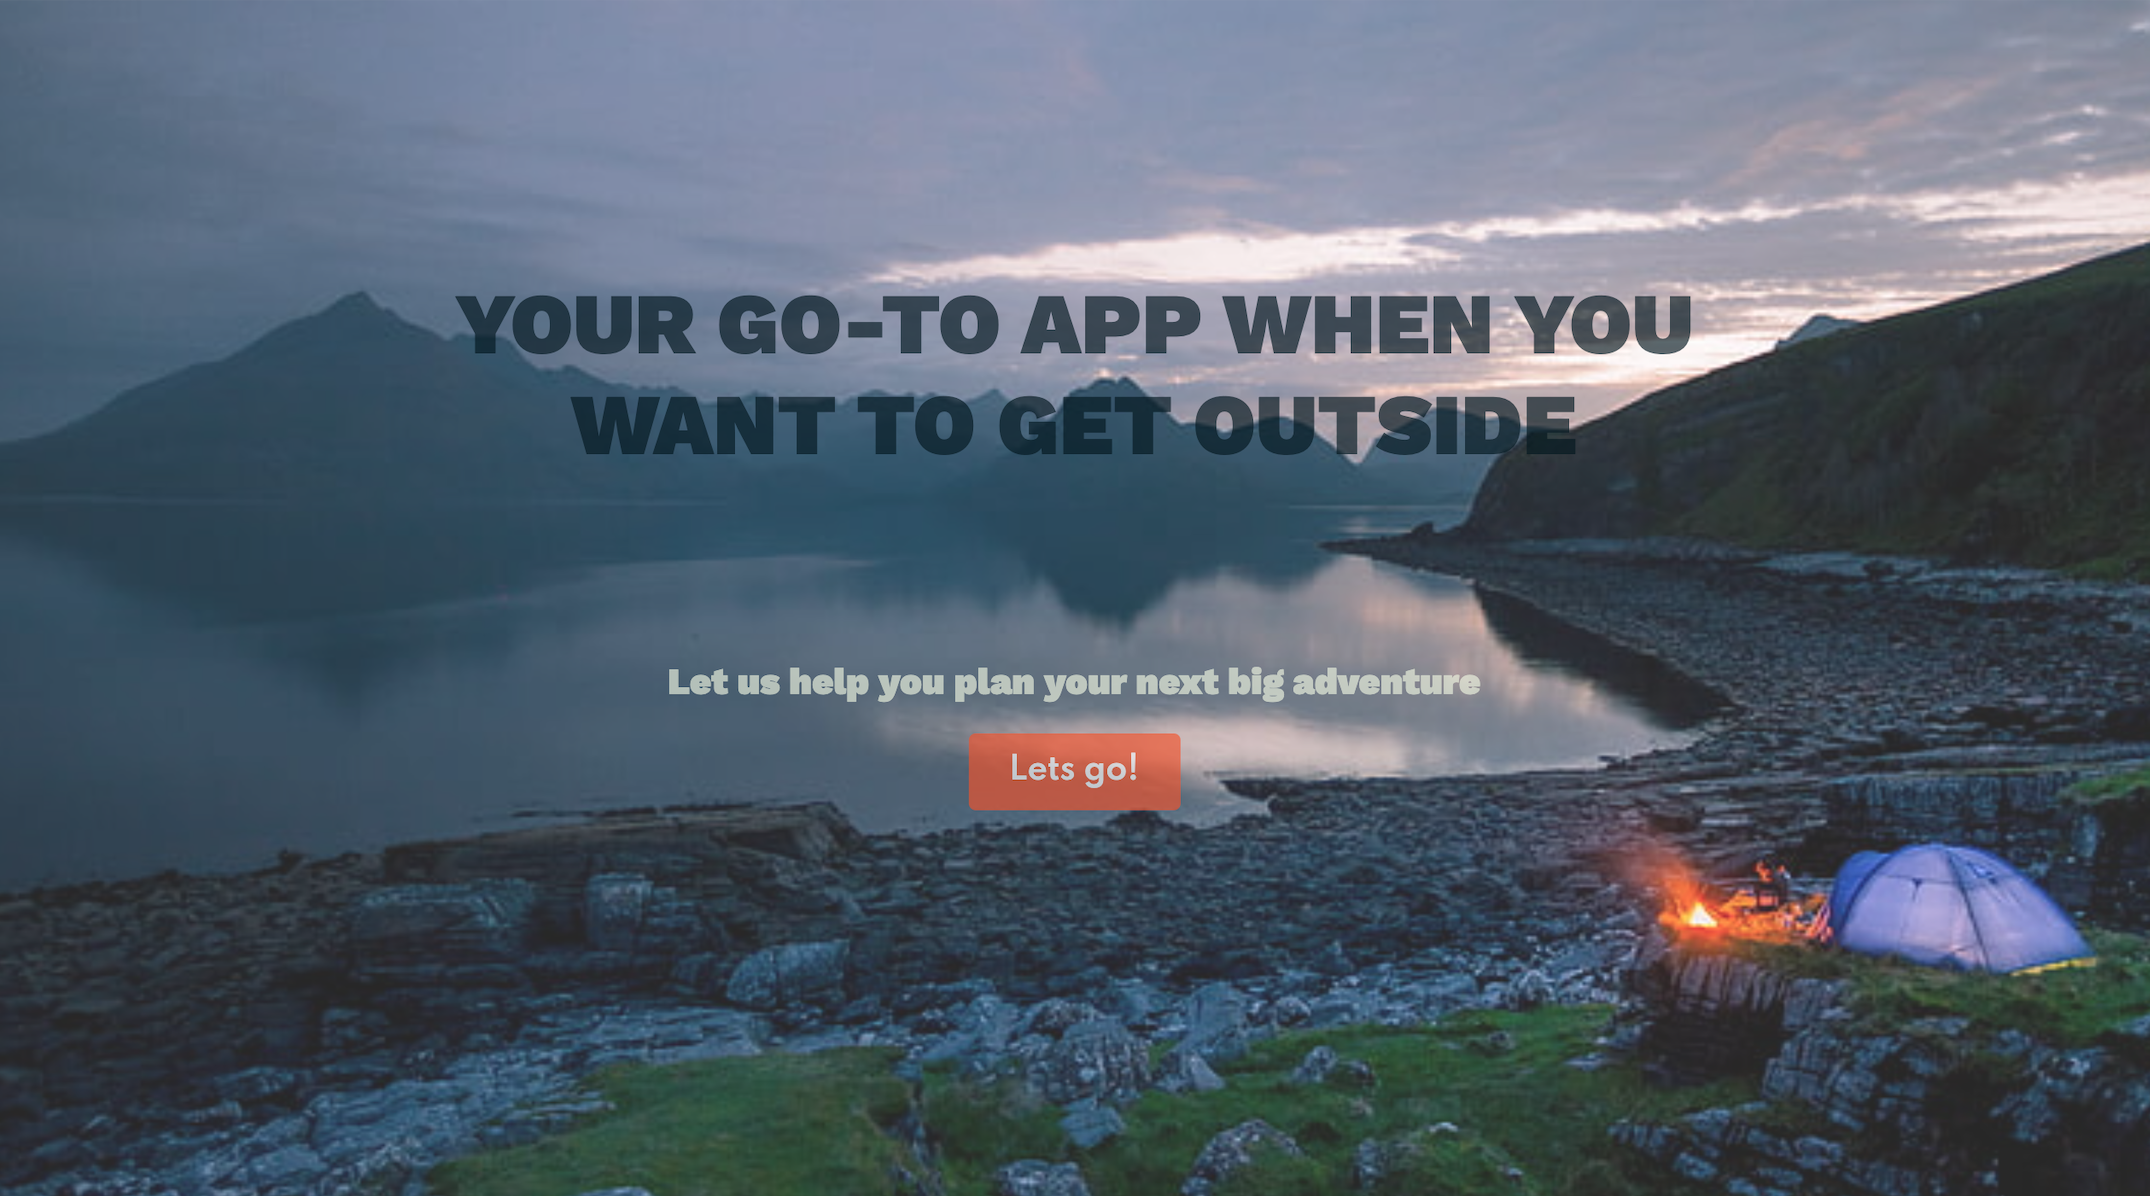 YOUR GO-TO APP WHEN YOU
WANT TO GET OUTSIDE
Let us help you plan your next big adventure
Lets go!